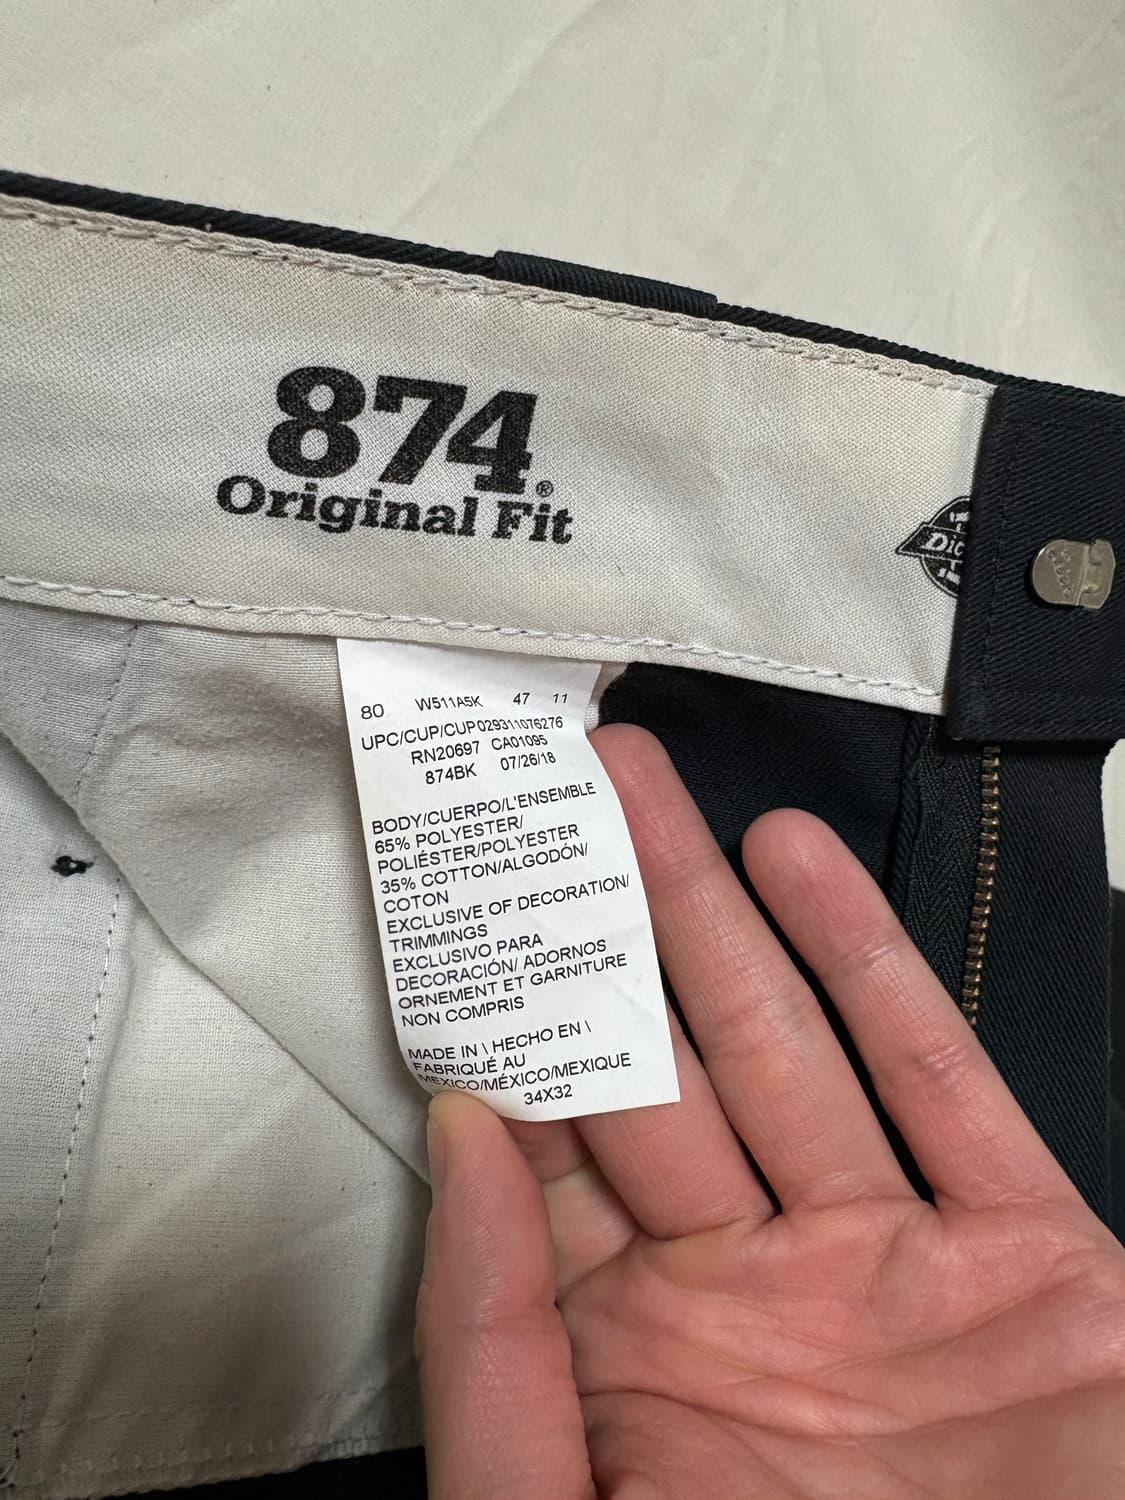 874®
Original Fit
Dic
80 W511A5K 47 11
UPC/CUP/CUP029311076276
RN20697 CA01095
874BK 07/26/18
BODY/CUERPO/L'ENSEMBLE
65% POLYESTER/
POLIÉSTER/POLYESTER
35% COTTON/ALGODÓN/
COTON
EXCLUSIVE OF DECORATION/
TRIMMINGS
EXCLUSIVO PARA
DECORACIÓN/ ADORNOS
ORNEMENT ET GARNITURE
NON COMPRIS
MADE IN \ HECHO EN \
FABRIQUÉ AU
MEXICO/MÉXICO/MEXIQUE
34X32